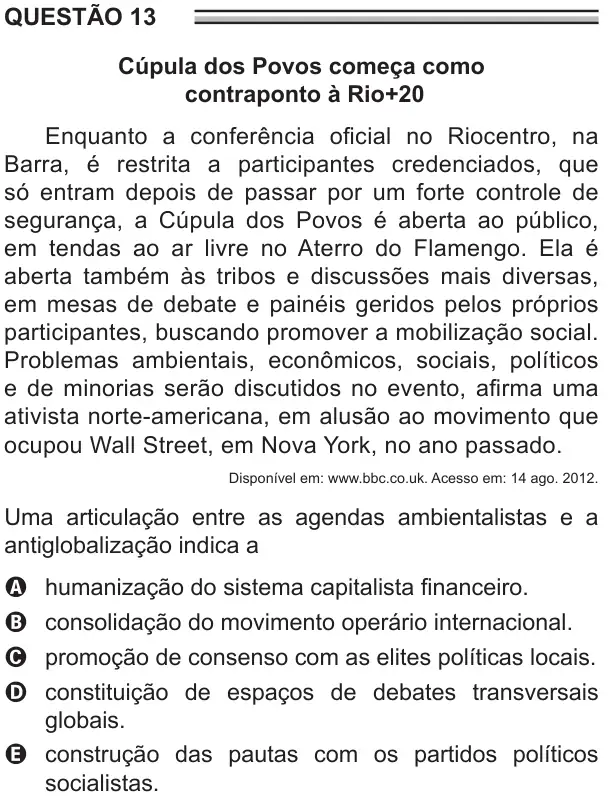 QUESTÃO 13
Cúpula dos Povos começa como
contraponto à Rio+20
Enquanto a conferência oficial no Riocentro, na
Barra, é restrita a participantes credenciados, que
só entram depois de passar por um forte controle de
segurança, a Cúpula dos Povos é aberta ao público,
em tendas ao ar livre no Aterro do Flamengo. Ela é
aberta também às tribos e discussões mais diversas,
em mesas de debate e painéis geridos pelos próprios
participantes, buscando promover a mobilização social.
Problemas ambientais, econômicos, sociais, políticos
e de minorias serão discutidos no evento, afirma uma
ativista norte-americana, em alusão ao movimento que
ocupou Wall Street, em Nova York, no ano passado.
Disponível em: www.bbc.co.uk. Acesso em: 14 ago. 2012.
Uma articulação entre as agendas ambientalistas e a
antiglobalização indica a
A humanização do sistema capitalista financeiro.
B consolidação do movimento operário internacional.
C promoção de consenso com as elites políticas locais.
D constituição de espaços de debates transversais
globais.
E construção das pautas com os partidos políticos
socialistas.